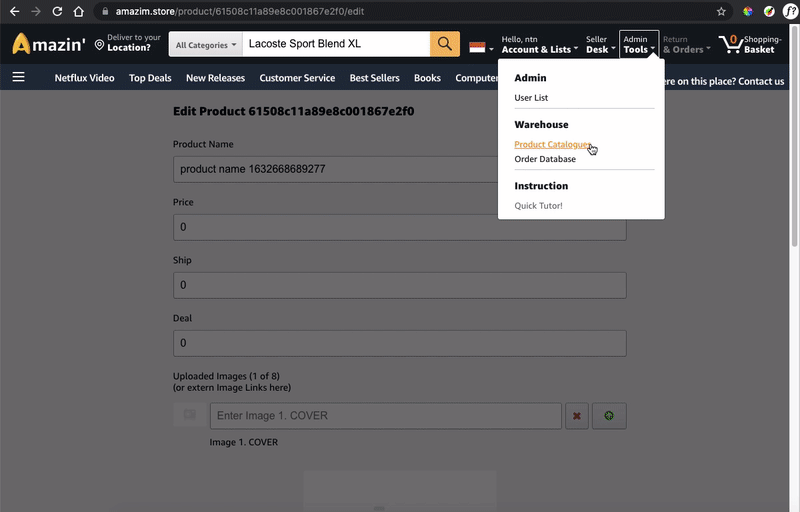 amazim.store/product/61508c11a89e8c001867e2f0/edit
Amazin'
Deliver to your
Location?
All Categories
Lacoste Sport Blend XL
Hello, ntn
Account & Lists
Seller
Desk
Admin
Tools
Return
& Orders
0
Shopping-
Basket
Netflux Video
Top Deals
New Releases
Customer Service
Best Sellers
Books
Computer
ere on this place? Contact us
Admin
User List
Warehouse
Product Catalogue
Order Database
Instruction
Quick Tutor!
Edit Product 61508c11a89e8c001867e2f0
Product Name
product name 1632668689277
Price
0
Ship
0
Deal
0
Uploaded Images (1 of 8)
(or extern Image Links here)
Enter Image 1. COVER
Image 1. COVER